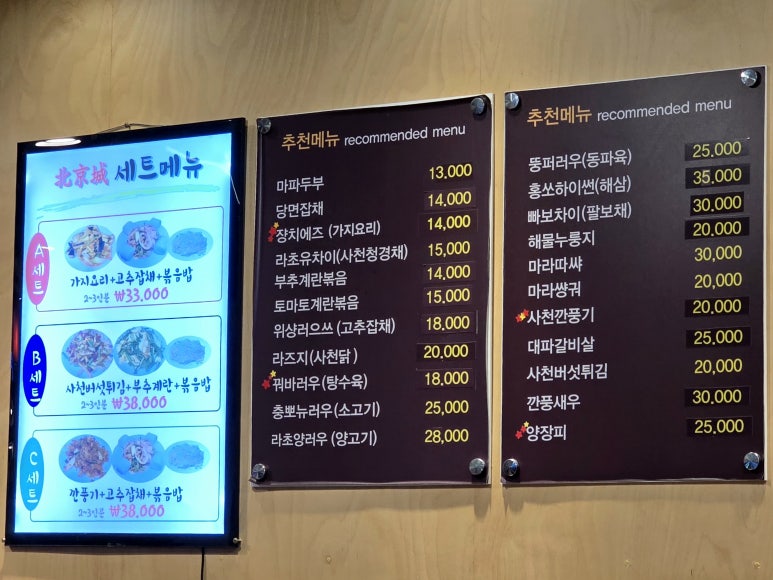 北京城 세트메뉴
A 세트
가지요리+고추잡채+볶음밥
2~3인분 ₩33,000
B 세트
사천버섯튀김+부추계란+볶음밥
2~3인분 ₩38,000
C 세트
깐풍기+고추잡채+볶음밥
2~3인분 ₩38,000
추천메뉴 recommended menu
마파두부 13,000
당면잡채 14,000
쟝치에즈 (가지요리) 14,000
라초유차이(사천청경채) 15,000
부추계란볶음 14,000
토마토계란볶음 15,000
위샹러으쓰 (고추잡채) 18,000
라즈지(사천닭) 20,000
꿔바러우(탕수육) 18,000
충뽀뉴러우(소고기) 25,000
라초양러우 (양고기) 28,000
추천메뉴 recommended menu
뚱퍼러우(동파육) 25,000
홍쏘하이썬(해삼) 35,000
빠보차이(팔보채) 30,000
해물누룽지 20,000
마라따쌰 30,000
마라쌍궈 20,000
사천깐풍기 20,000
대파갈비살 25,000
사천버섯튀김 20,000
깐풍새우 30,000
양장피 25,000